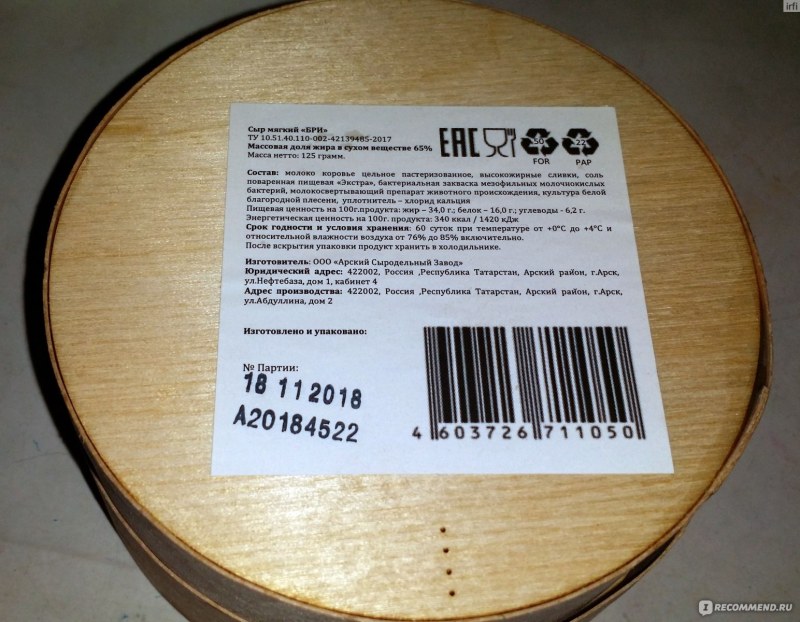 irfi
Сыр мягкий «БРИ»
ТУ 10.51.40.110-002-42139485-2017
Массовая доля жира в сухом веществе 65%
Масса нетто: 125 грамм.
EAC
50
22
FOR
PAP
Состав: молоко коровье цельное пастеризованное, высокожирные сливки, соль
поваренная пищевая «Экстра», бактериальная закваска мезофильных молочнокислых
бактерий, молокосвертывающий препарат животного происхождения, культура белой
благородной плесени, уплотнитель – хлорид кальция
Пищевая ценность на 100г.продукта: жир – 34,0 г; белок – 16,0 г; углеводы - 6,2 г.
Энергетическая ценность на 100г. продукта: 340 ккал / 1420 кДж
Срок годности и условия хранения: 60 суток при температуре от +0°С до +4°С и
относительной влажности воздуха от 76% до 85% включительно.
После вскрытия упаковки продукт хранить в холодильнике.
Изготовитель: ООО «Арский Сыродельный Завод»
Юридический адрес: 422002, Россия ,Республика Татарстан, Арский район, г.Арск,
ул.Нефтебаза, дом 1, кабинет 4
Адрес производства: 422002, Россия ,Республика Татарстан, Арский район, г.Арск,
ул.Абдуллина, дом 2
Изготовлено и упаковано:
№ Партии:
18 11 2018
А20184522
4 603726 711050
I RECOMMEND.RU